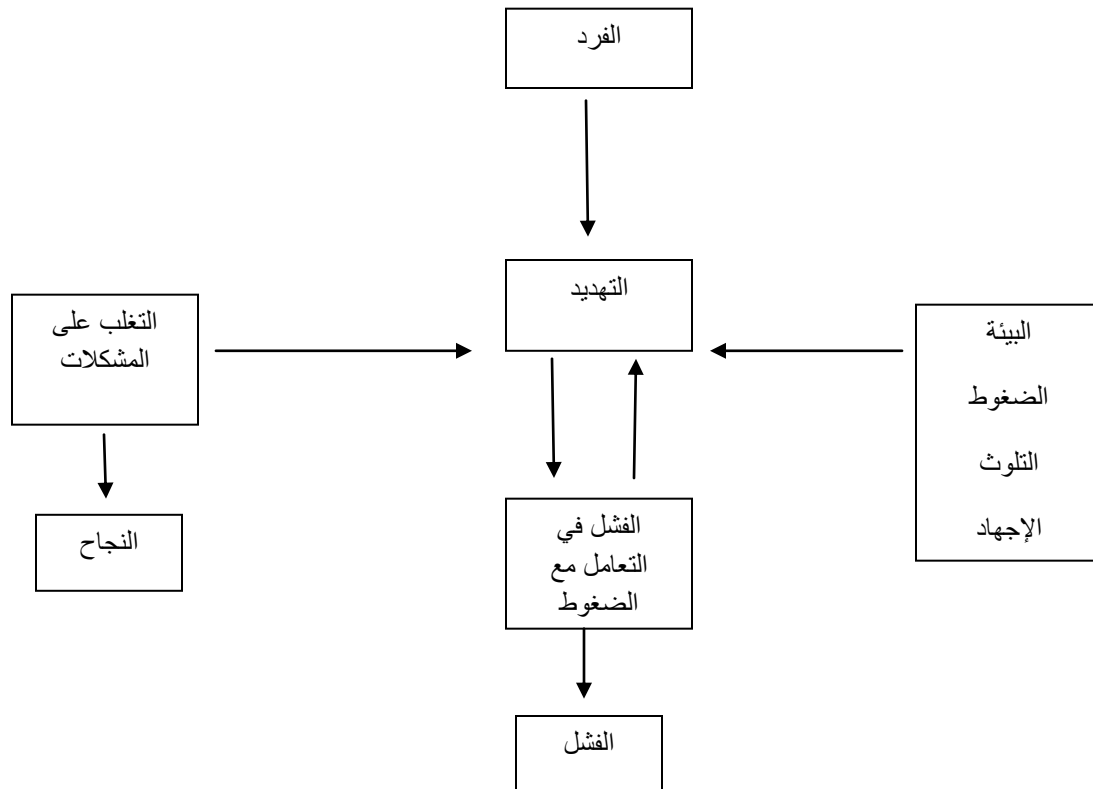 الفرد
التهديد
البيئة
الضغوط
التلوث
الإجهاد
التغلب على
المشكلات
النجاح
الفشل في
التعامل مع
الضغوط
الفشل